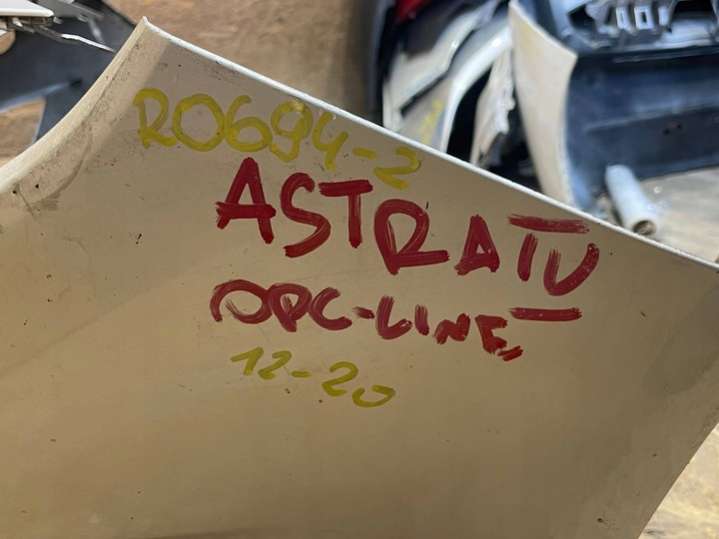 R0694-2
ASTRA IV
OPC-LINE
12-20